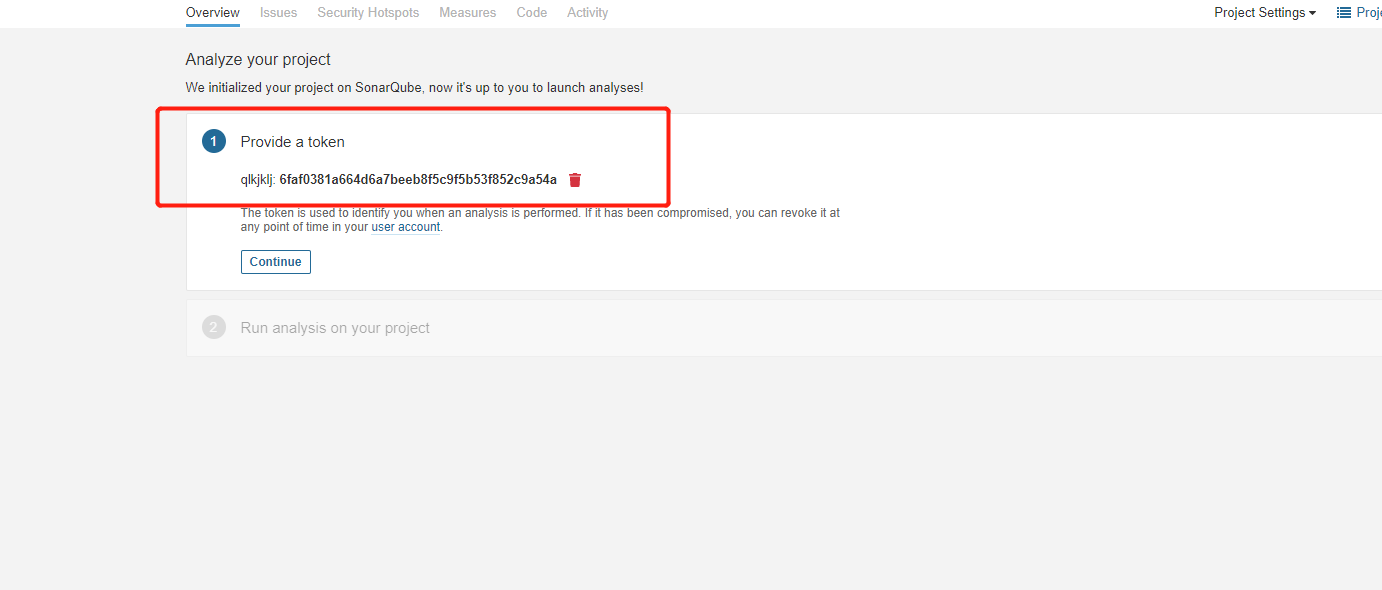 Overview Issues Security Hotspots Measures Code Activity Project Settings Proje
Analyze your project
We initialized your project on SonarQube, now it's up to you to launch analyses!
1 Provide a token
qlkjklj: 6faf0381a664d6a7beeb8f5c9f5b53f852c9a54a
The token is used to identify you when an analysis is performed. If it has been compromised, you can revoke it at
any point of time in your user account.
Continue
2 Run analysis on your project